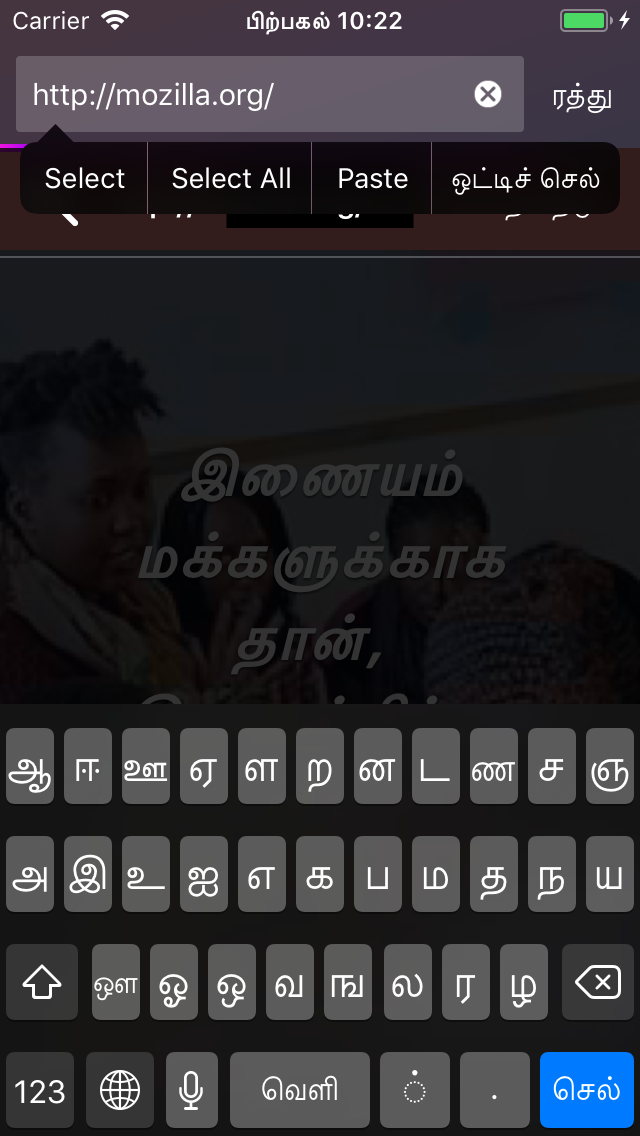 Carrier பிற்பகல் 10:22
http://mozilla.org/ ரத்து
Select Select All Paste ஒட்டிச் செல்
இணையம்
மக்களுக்காக
தான்,
ஆ ஈ ஊ ஏ ள ற ன ட ண ச ஞ
அ இ உ ஐ எ க ப ம த ந ய
ஔ ஓ ஒ வ ங ல ர ழ
123 வெளி ் . செல்